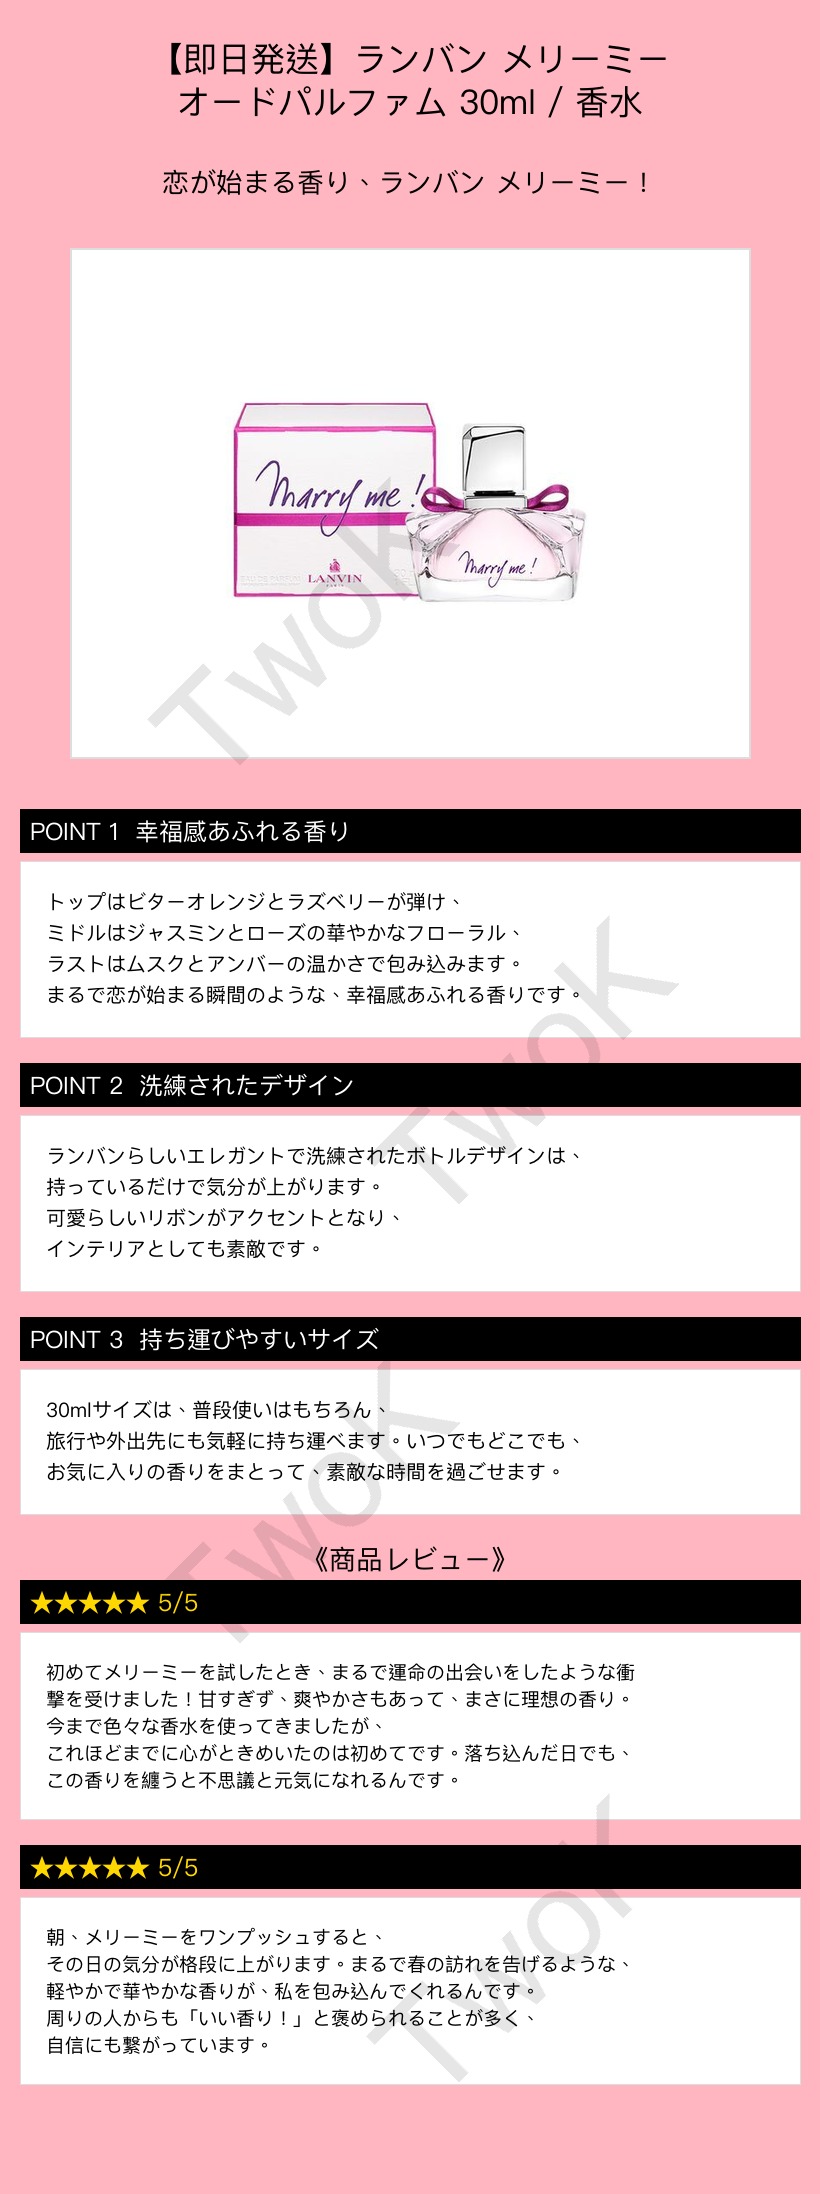 【即日発送】ランバン メリーミー
オードパルファム 30ml / 香水
恋が始まる香り、ランバン メリーミー！
Marry me !
LANVIN
PARIS
EAU DE PARFUM
Marry me !
TwoK
POINT 1 幸福感あふれる香り
トップはビターオレンジとラズベリーが弾け、
ミドルはジャスミンとローズの華やかなフローラル、
ラストはムスクとアンバーの温かさで包み込みます。
まるで恋が始まる瞬間のような、幸福感あふれる香りです。
TwoK
POINT 2 洗練されたデザイン
ランバンらしいエレガントで洗練されたボトルデザインは、
持っているだけで気分が上がります。
可愛らしいリボンがアクセントとなり、
インテリアとしても素敵です。
POINT 3 持ち運びやすいサイズ
30mlサイズは、普段使いはもちろん、
旅行や外出先にも気軽に持ち運べます。いつでもどこでも、
お気に入りの香りをまとって、素敵な時間を過ごせます。
TwoK
《商品レビュー》
★★★★★ 5/5
初めてメリーミーを試したとき、まるで運命の出会いをしたような衝
撃を受けました！甘すぎず、爽やかさもあって、まさに理想の香り。
今まで色々な香水を使ってきましたが、
これほどまでに心がときめいたのは初めてです。落ち込んだ日でも、
この香りを纏うと不思議と元気になれるんです。
★★★★★ 5/5
朝、メリーミーをワンプッシュすると、
その日の気分が格段に上がります。まるで春の訪れを告げるような、
軽やかで華やかな香りが、私を包み込んでくれるんです。
周りの人からも「いい香り！」と褒められることが多く、
自信にも繋がっています。
TwoK